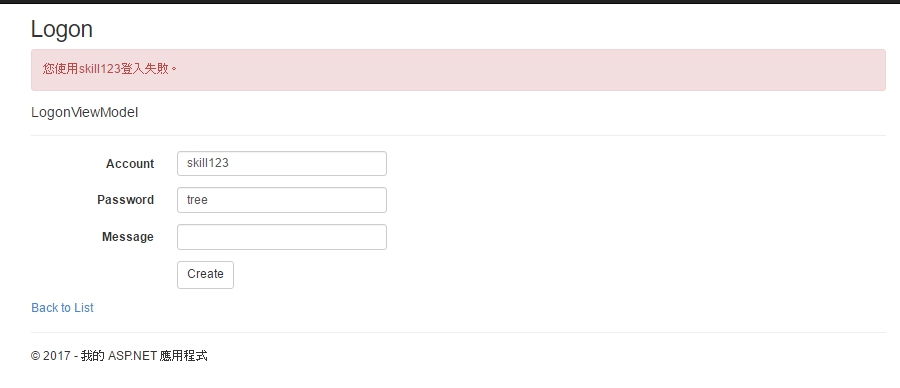 Logon
您使用skill123登入失敗。
LogonViewModel
Account skill123
Password tree
Message
Create
Back to List
© 2017 - 我的 ASP.NET 應用程式